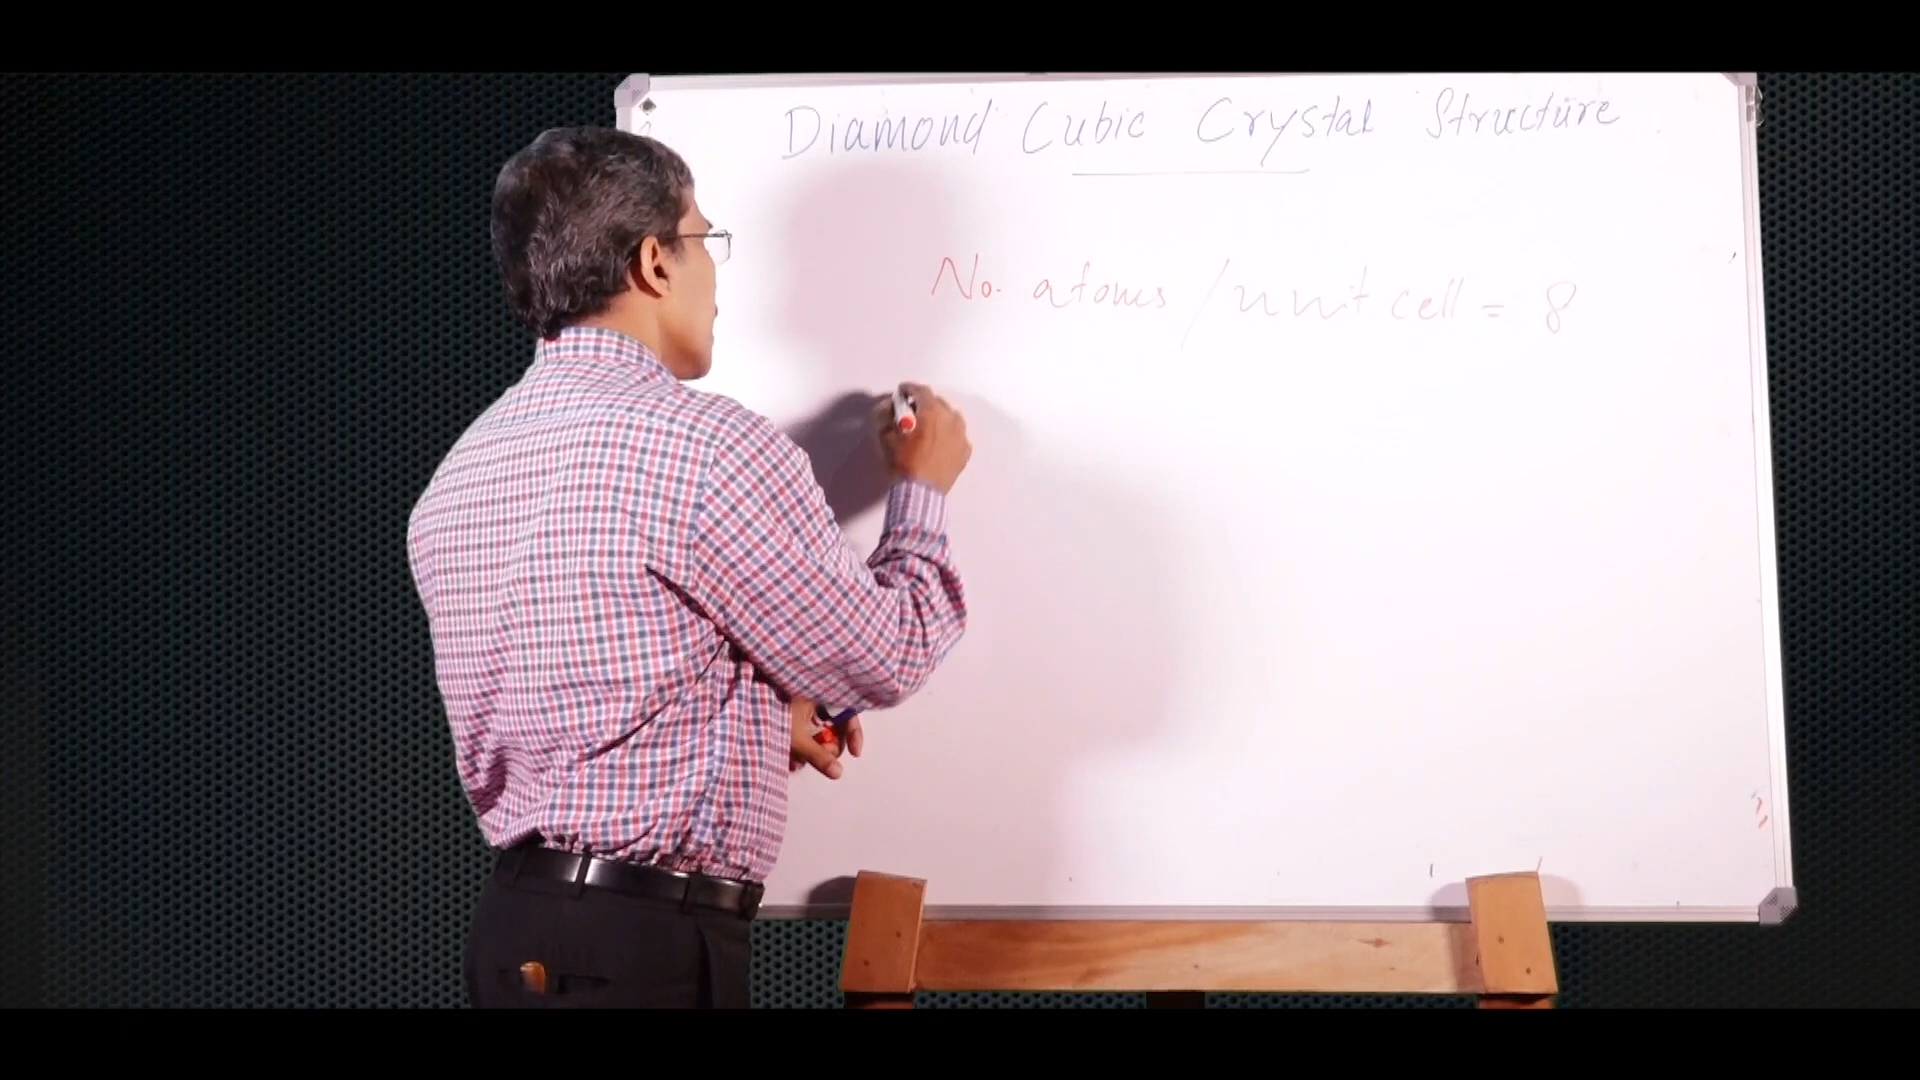 Diamond Cubic Crystal Structure
No. atoms / unit cell = 8